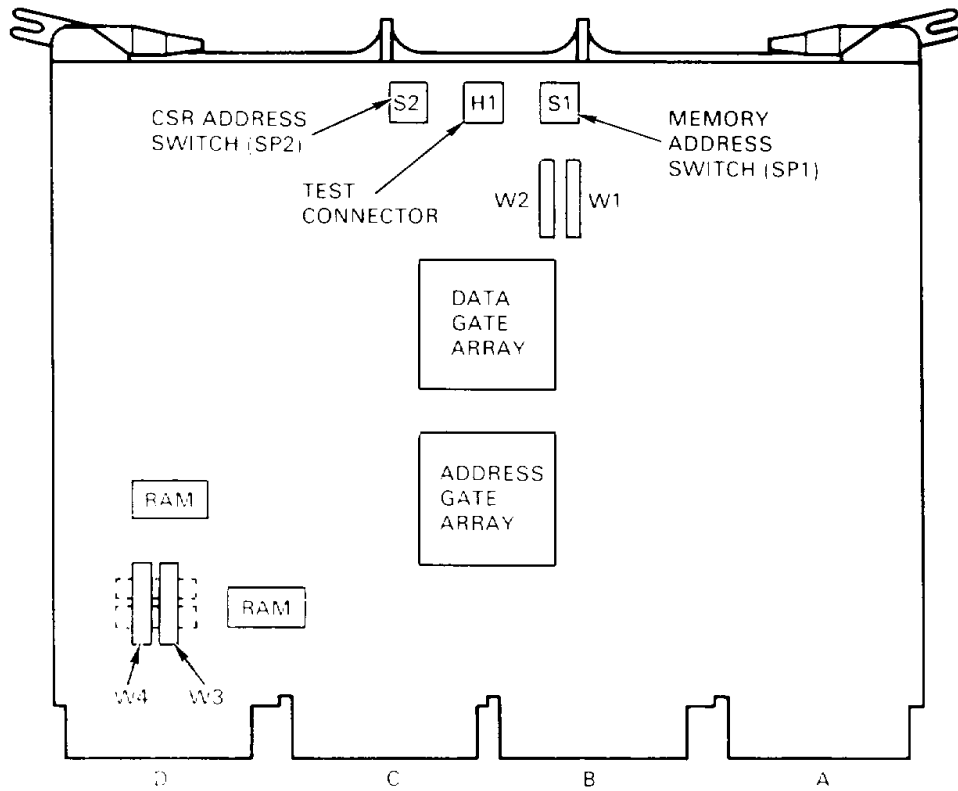 S2
H1
S1
CSR ADDRESS
SWITCH (SP2)
MEMORY
ADDRESS
SWITCH (SP1)
TEST
CONNECTOR
W2
W1
DATA
GATE
ARRAY
ADDRESS
GATE
ARRAY
RAM
RAM
W4
W3
D
C
B
A